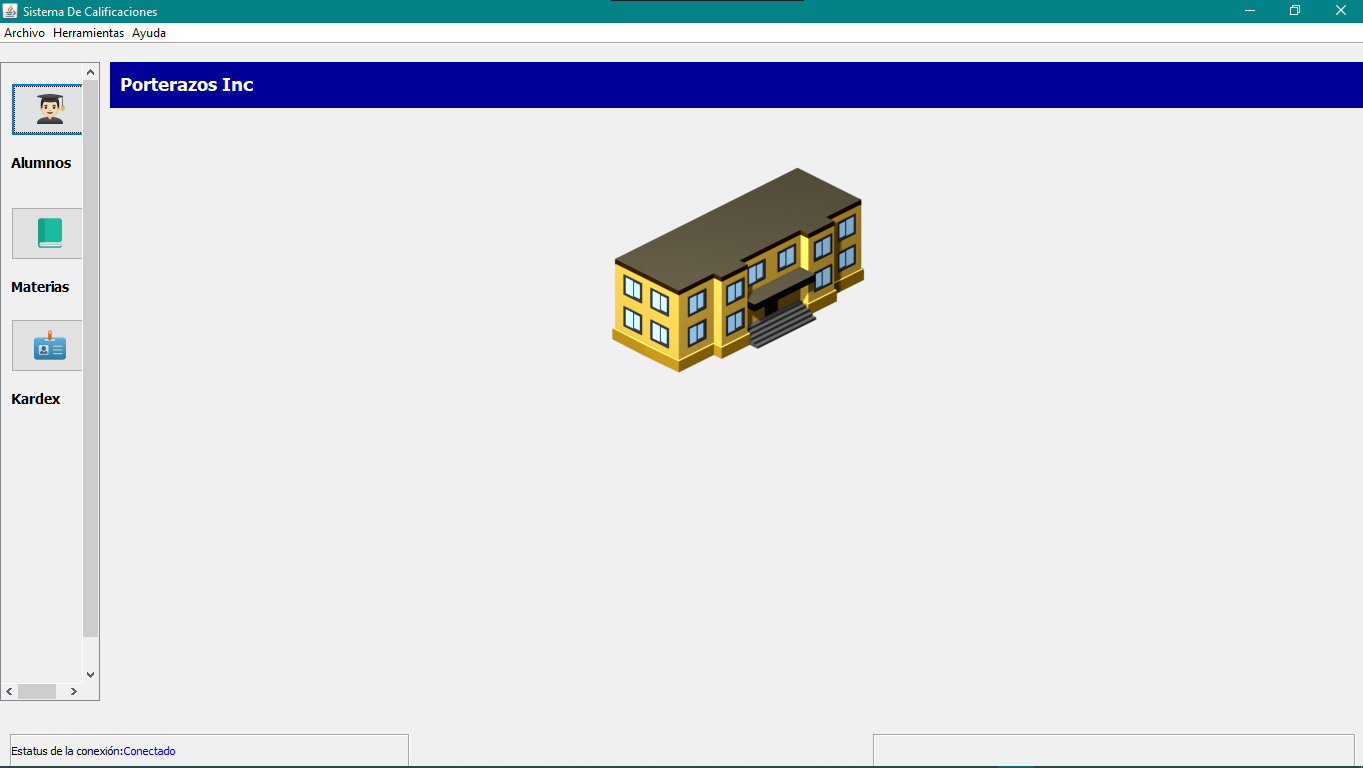 Sistema De Calificaciones
Archivo Herramientas Ayuda
Porterazos Inc
Alumnos
Materias
Kardex
Estatus de la conexión:Conectado